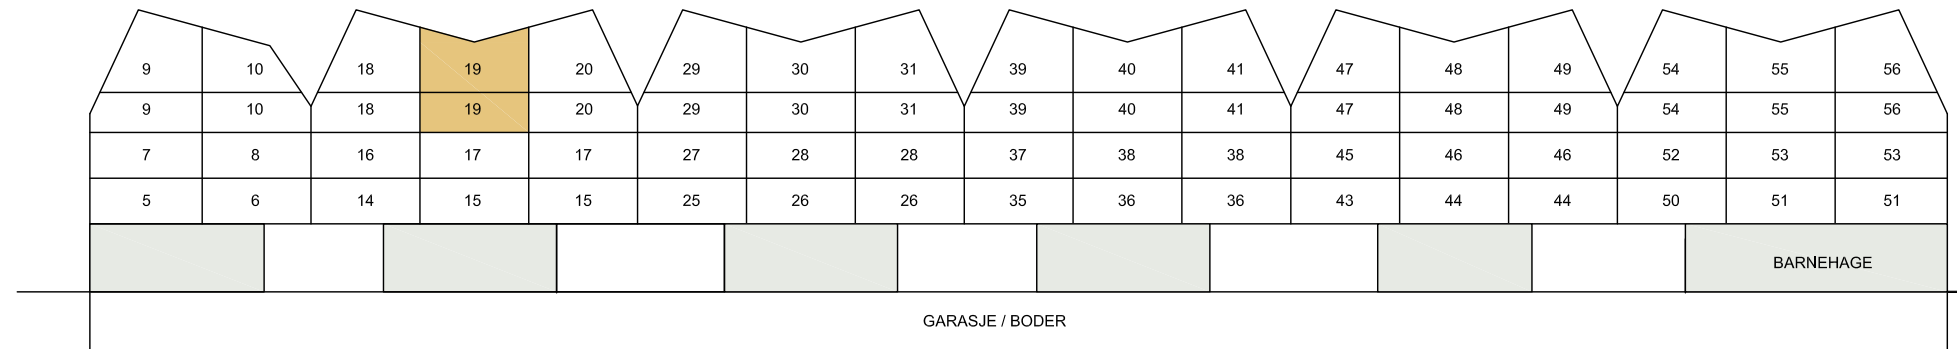 9 10 18 19 20 29 30 31 39 40 41 47 48 49 54 55 56
9 10 18 19 20 29 30 31 39 40 41 47 48 49 54 55 56
7 8 16 17 17 27 28 28 37 38 38 45 46 46 52 53 53
5 6 14 15 15 25 26 26 35 36 36 43 44 44 50 51 51
BARNEHAGE
GARASJE / BODER